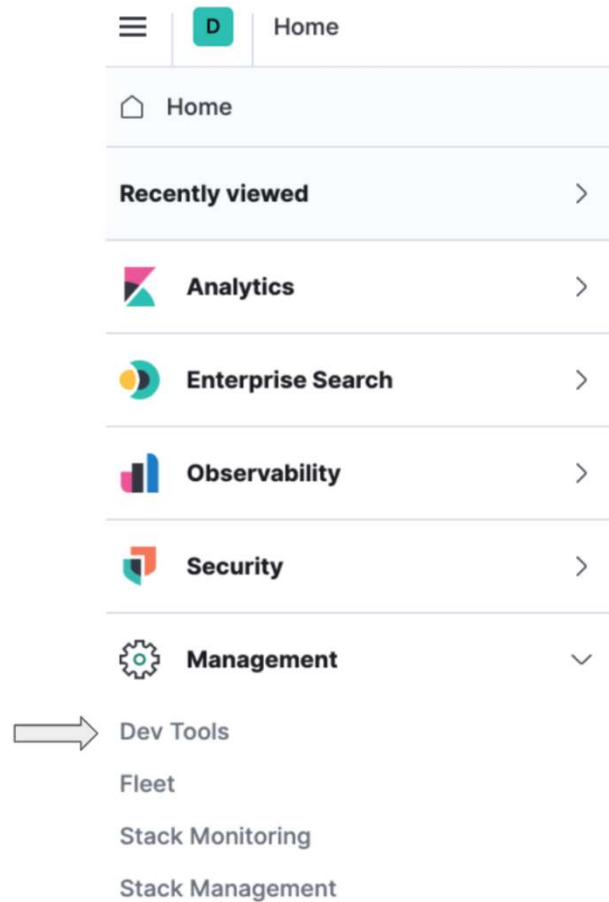 D Home
Home
Recently viewed
Analytics
Enterprise Search
Observability
Security
Management
Dev Tools
Fleet
Stack Monitoring
Stack Management